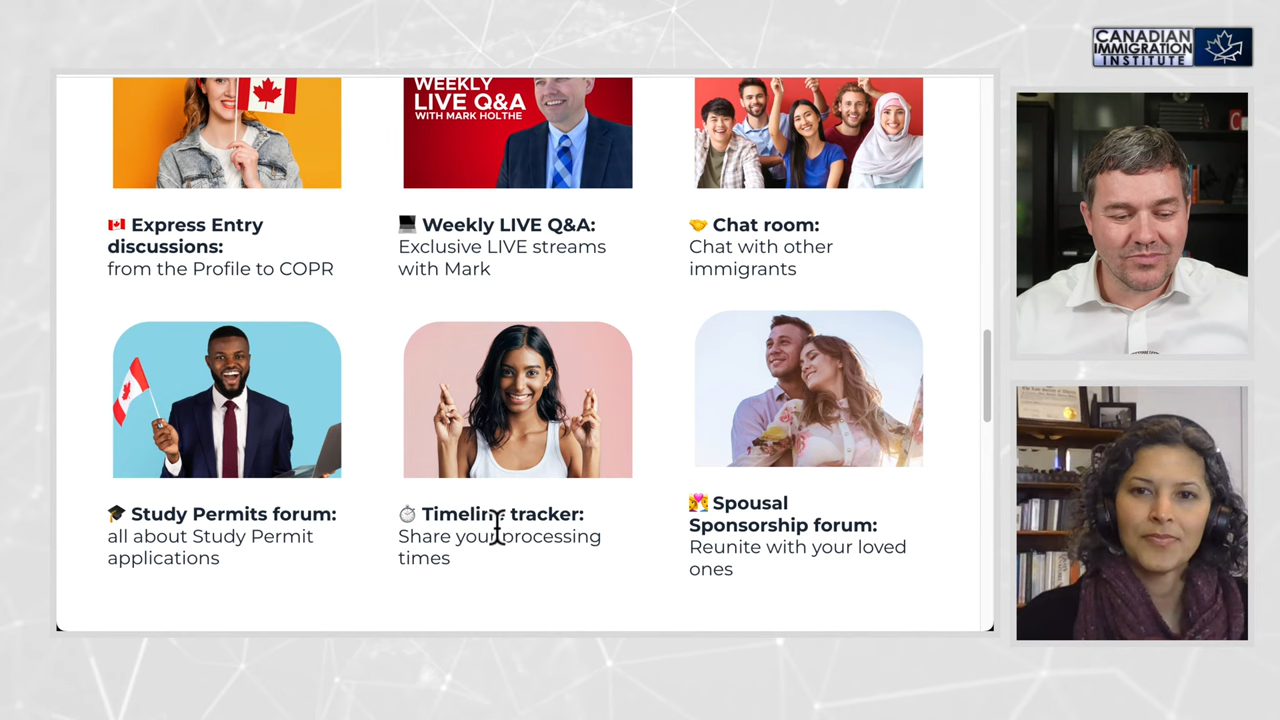 CANADIAN
IMMIGRATION
INSTITUTE
WEEKLY
LIVE Q&A
WITH MARK HOLTHE
Express Entry
discussions:
from the Profile to COPR
Weekly LIVE Q&A:
Exclusive LIVE streams
with Mark
Chat room:
Chat with other
immigrants
Study Permits forum:
all about Study Permit
applications
Timeline tracker:
Share your processing
times
Spousal
Sponsorship forum:
Reunite with your loved
ones